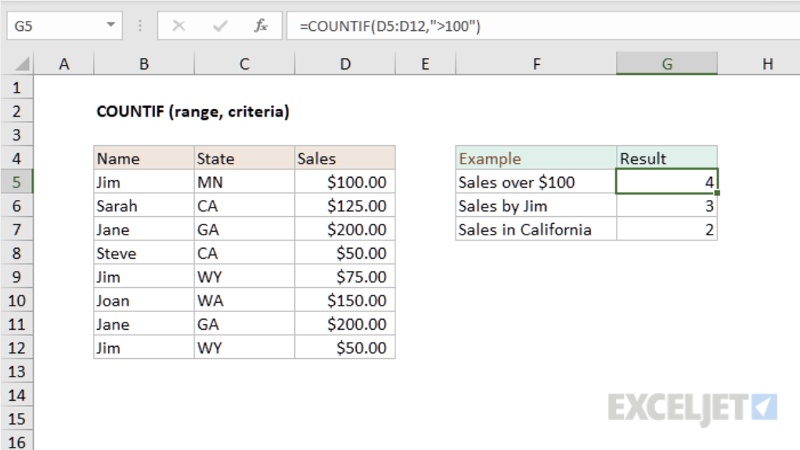 G5 fx =COUNTIF(D5:D12,">100")
A B C D E F G H
1
2 COUNTIF (range, criteria)
3
4 Name State Sales Example Result
5 Jim MN $100.00 Sales over $100 4
6 Sarah CA $125.00 Sales by Jim 3
7 Jane GA $200.00 Sales in California 2
8 Steve CA $50.00
9 Jim WY $75.00
10 Joan WA $150.00
11 Jane GA $200.00
12 Jim WY $50.00
13
14
15 EXCELJET
16